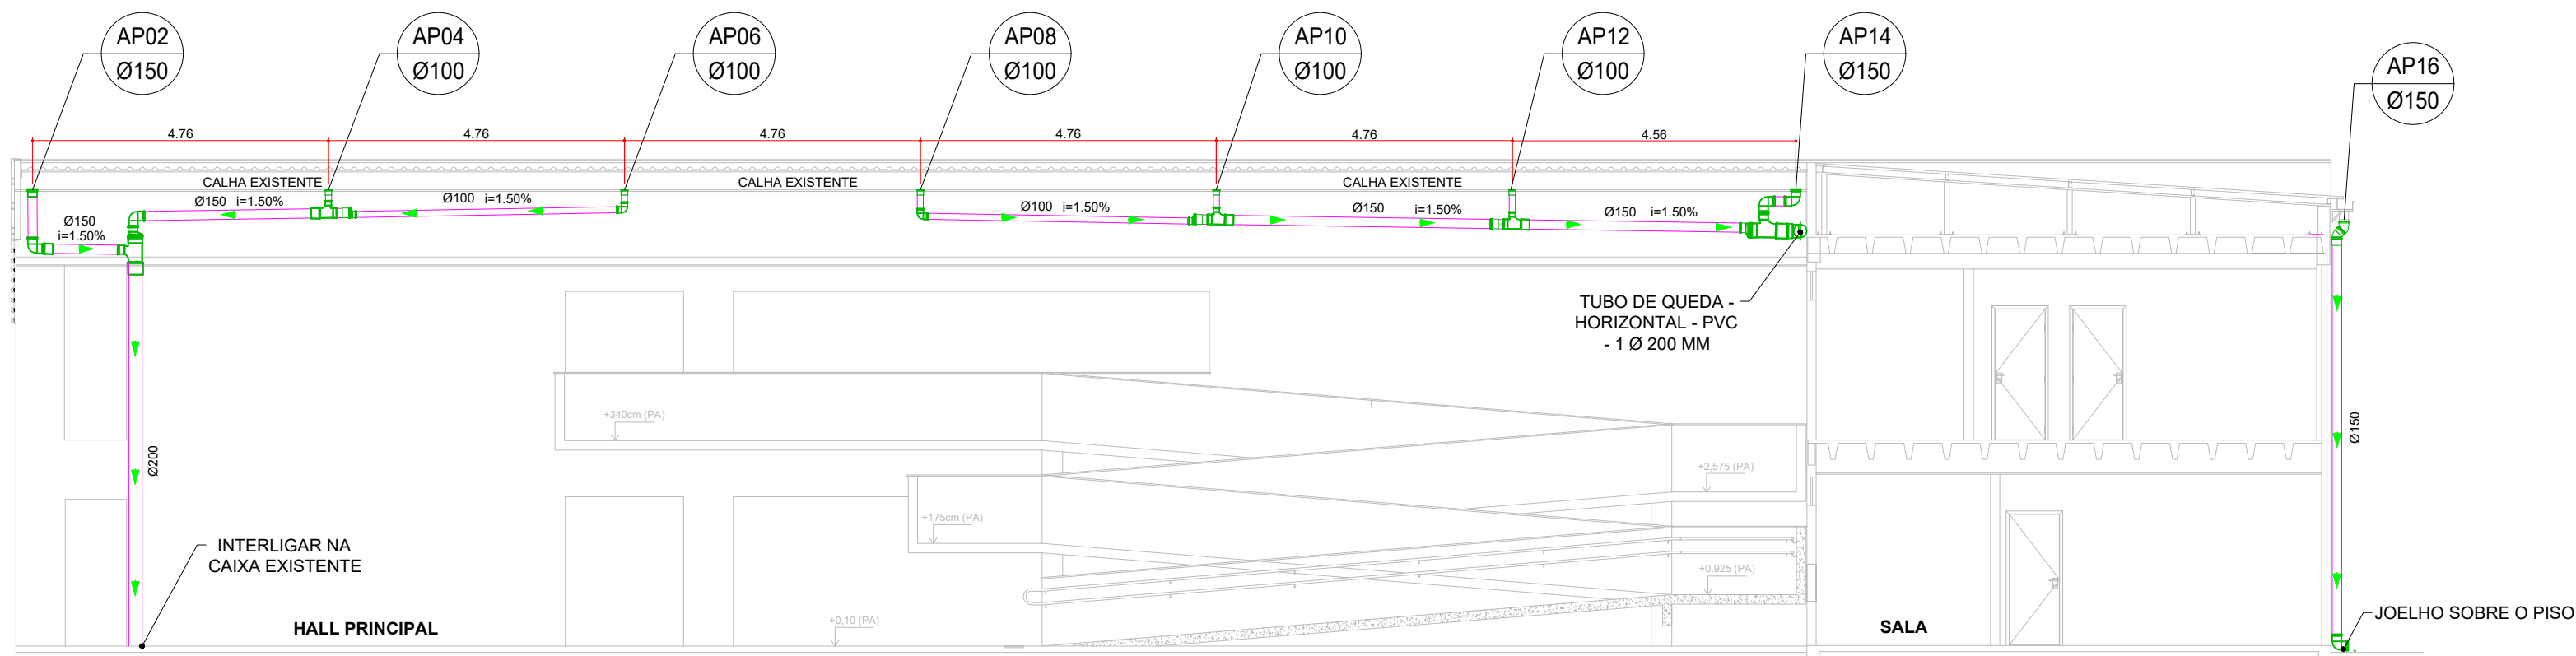 AP02
Ø150
AP04
Ø100
AP06
Ø100
AP08
Ø100
AP10
Ø100
AP12
Ø100
AP14
Ø150
AP16
Ø150
4.76
4.76
4.76
4.76
4.76
4.56
CALHA EXISTENTE
CALHA EXISTENTE
CALHA EXISTENTE
Ø150 i=1.50%
Ø100 i=1.50%
Ø100 i=1.50%
Ø150 i=1.50%
Ø150 i=1.50%
Ø150
i=1.50%
TUBO DE QUEDA -
HORIZONTAL - PVC
- 1 Ø 200 MM
+340cm (PA)
Ø200
Ø150
+2,575 (PA)
+175cm (PA)
INTERLIGAR NA
CAIXA EXISTENTE
+0.925 (PA)
+0,10 (PA)
HALL PRINCIPAL
SALA
JOELHO SOBRE O PISO